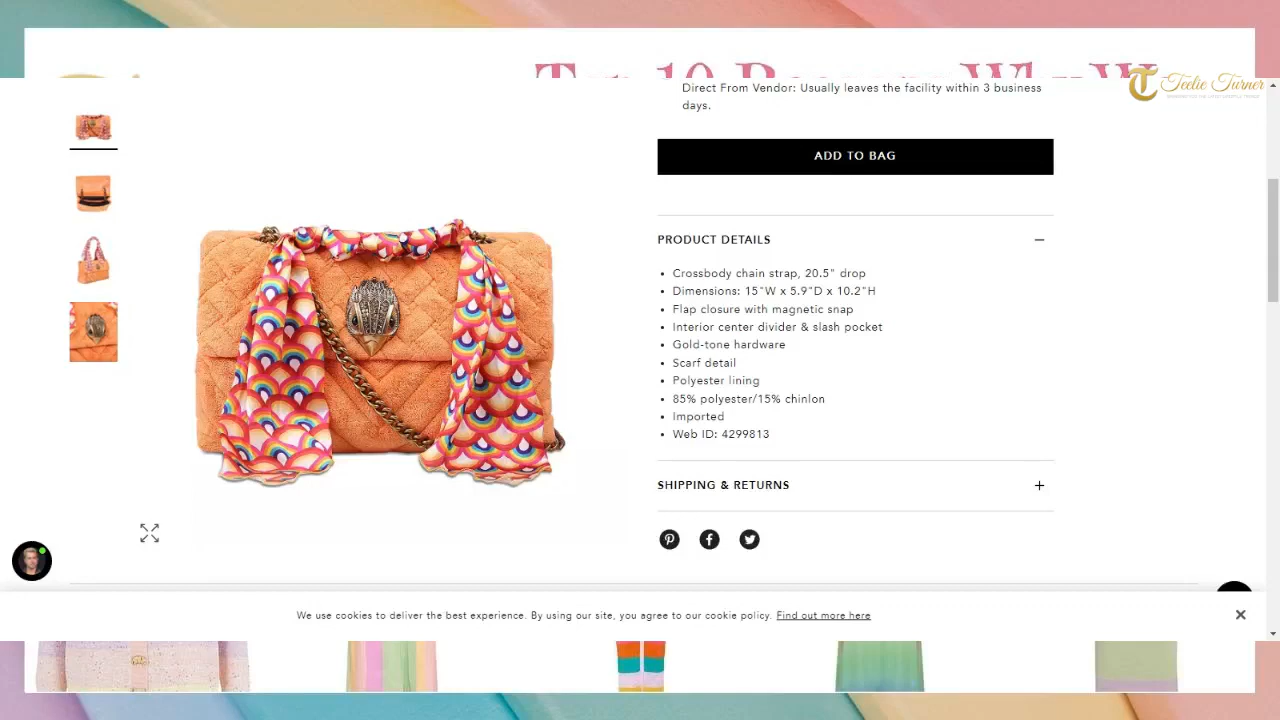 Teelie Turner
Direct From Vendor: Usually leaves the facility within 3 business
days.
ADD TO BAG
PRODUCT DETAILS
Crossbody chain strap, 20.5" drop
Dimensions: 15"W x 5.9"D x 10.2"H
Flap closure with magnetic snap
Interior center divider & slash pocket
Gold-tone hardware
Scarf detail
Polyester lining
85% polyester/15% chinlon
Imported
Web ID: 4299813
SHIPPING & RETURNS
We use cookies to deliver the best experience. By using our site, you agree to our cookie policy. Find out more here